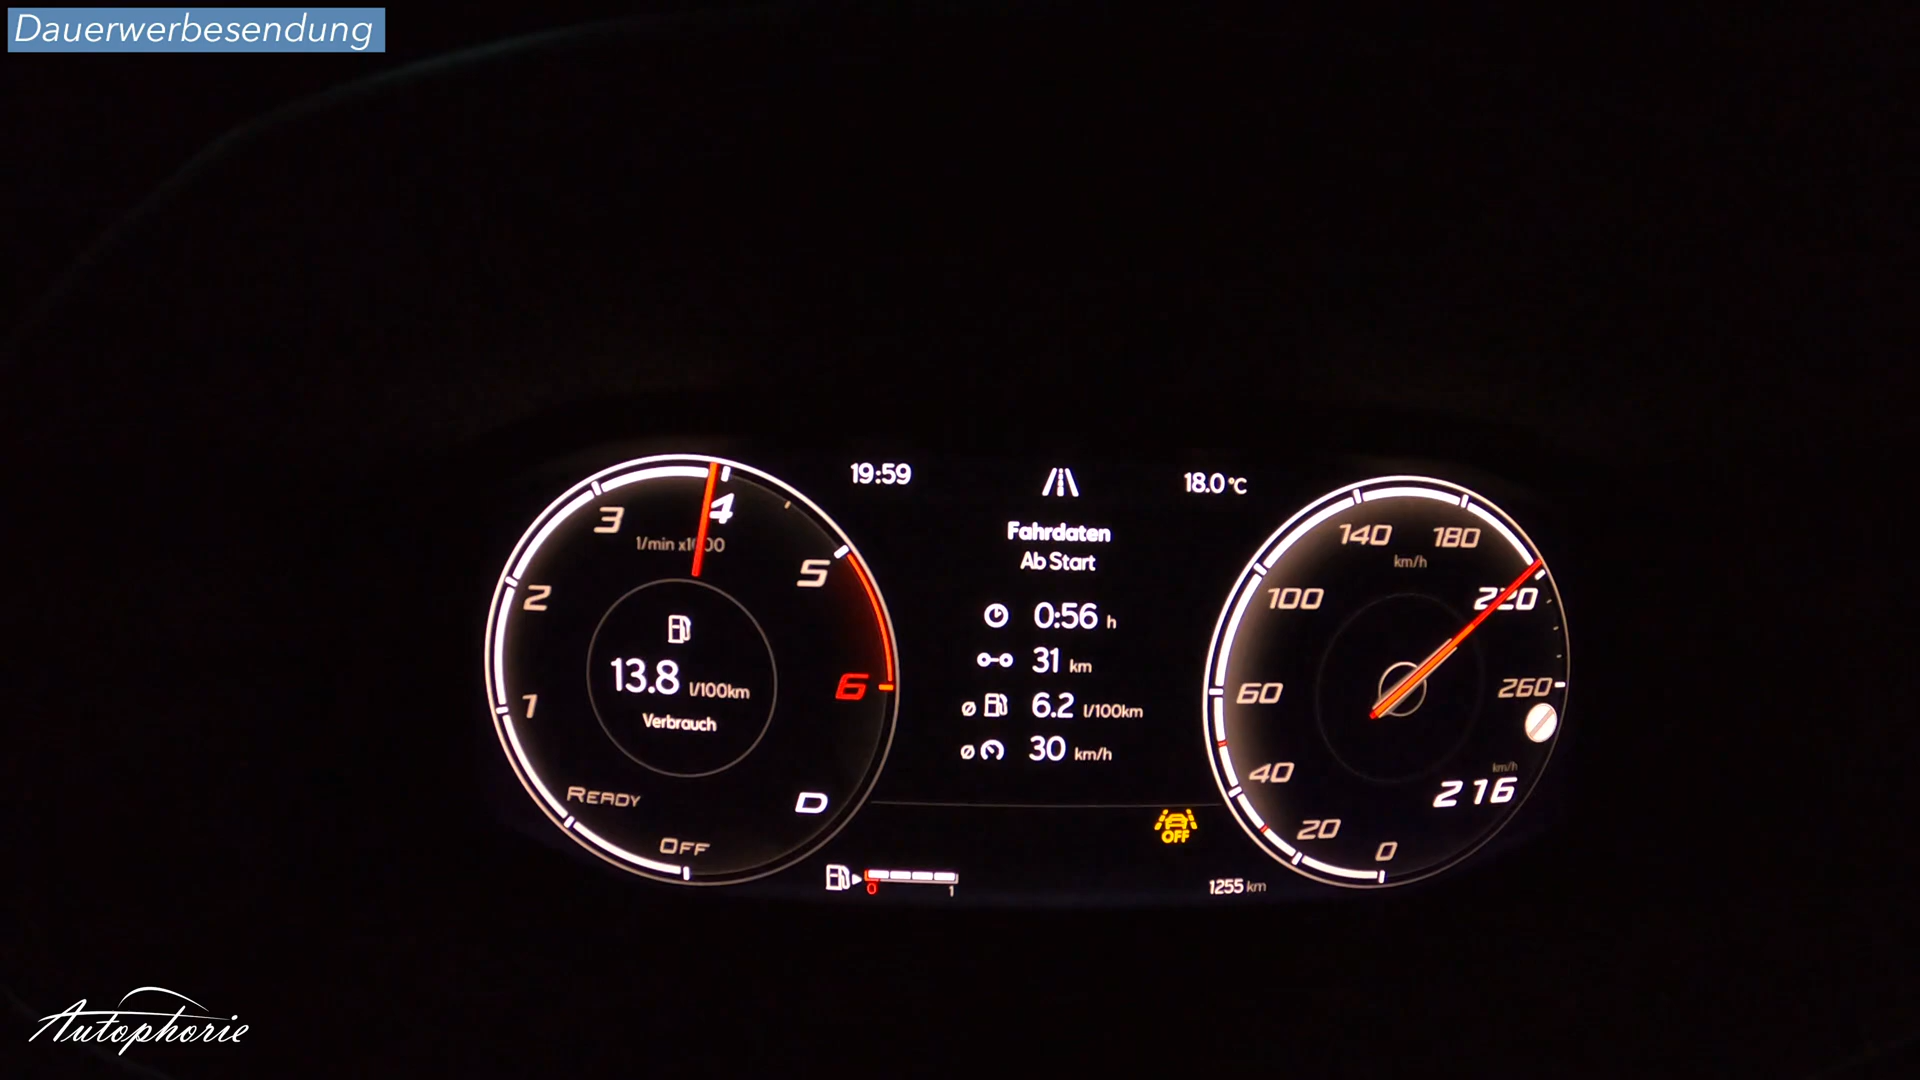 Dauerwerbesendung
19:59
18.0 °C
Fahrdaten
Ab Start
0:56 h
31 km
ø 6.2 l/100km
ø 30 km/h
OFF
0
1
1255 km
1/min x1000
OFF
READY
1
2
3
4
5
6
13.8 l/100km
Verbrauch
D
km/h
0
20
40
60
100
140
180
220
260
km/h
216
Autophorie